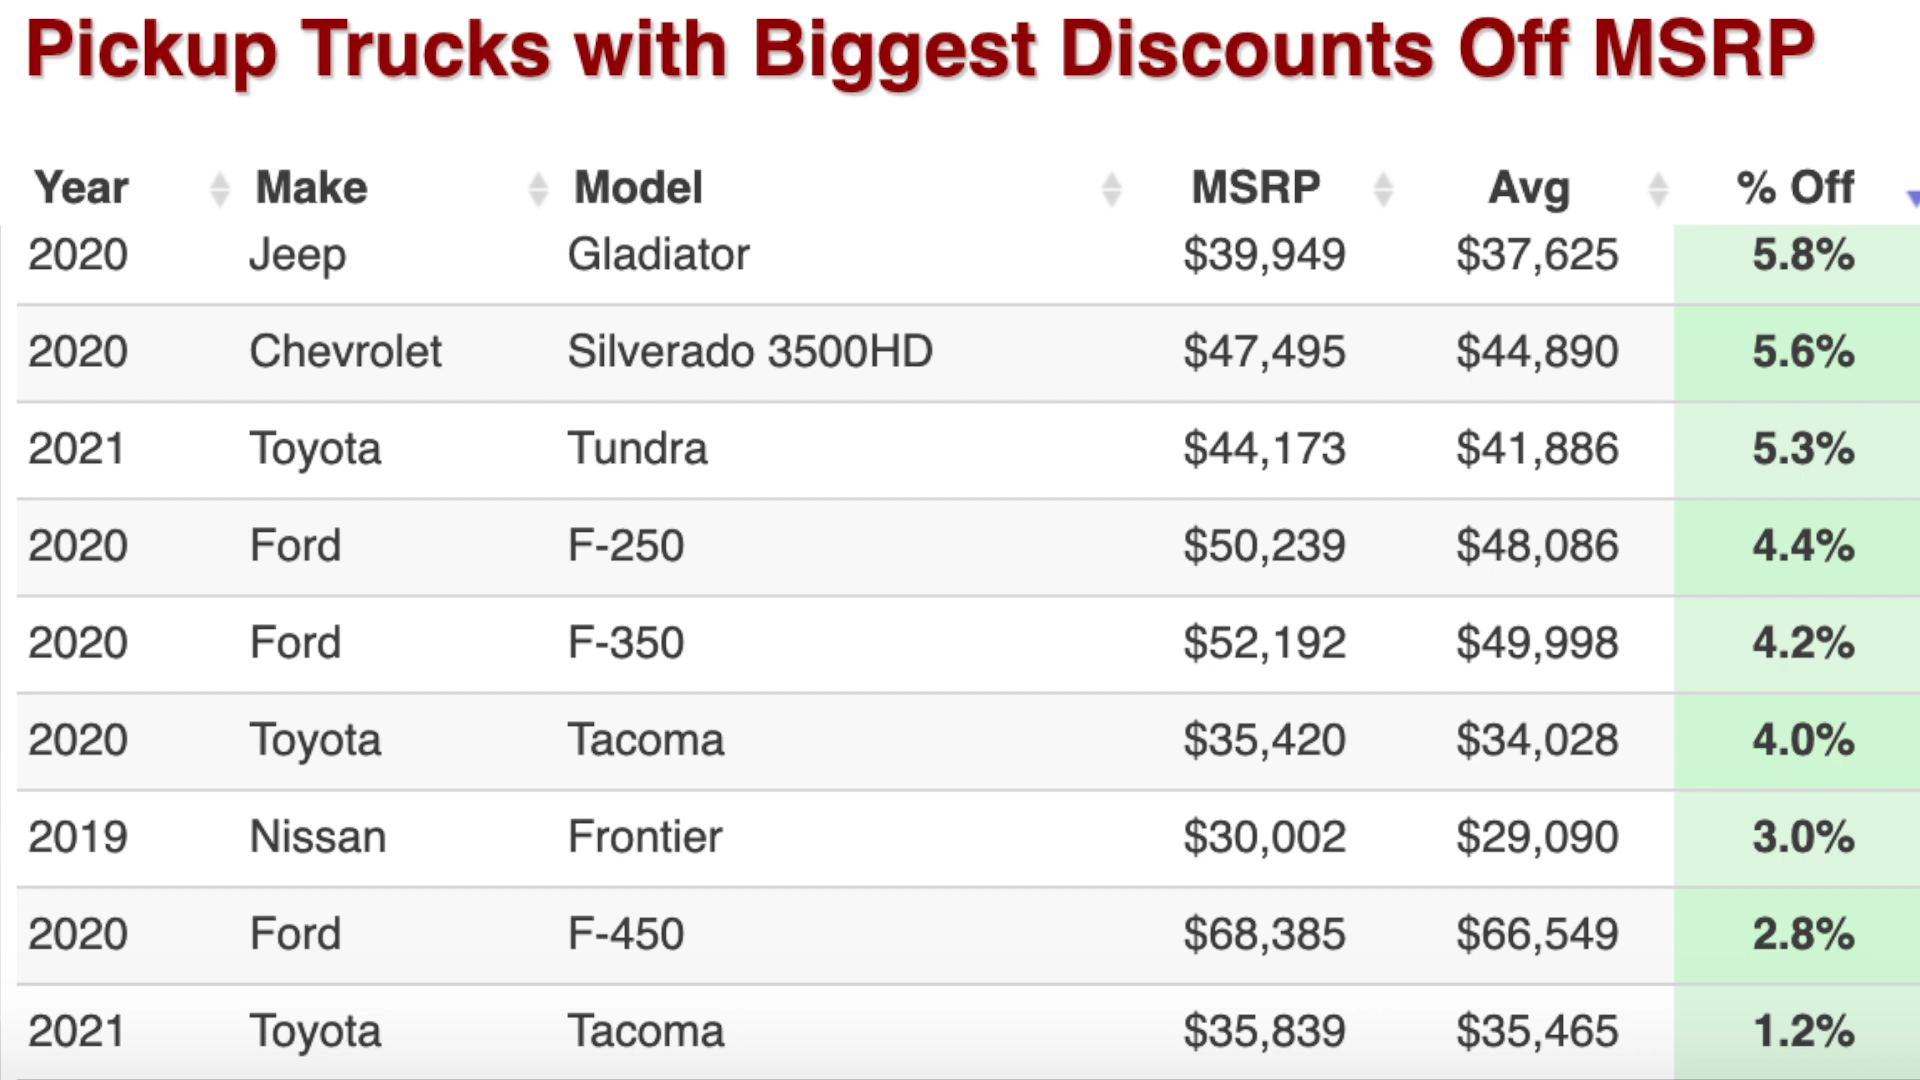 Pickup Trucks with Biggest Discounts Off MSRP
Year Make Model MSRP Avg % Off
2020 Jeep Gladiator $39,949 $37,625 5.8%
2020 Chevrolet Silverado 3500HD $47,495 $44,890 5.6%
2021 Toyota Tundra $44,173 $41,886 5.3%
2020 Ford F-250 $50,239 $48,086 4.4%
2020 Ford F-350 $52,192 $49,998 4.2%
2020 Toyota Tacoma $35,420 $34,028 4.0%
2019 Nissan Frontier $30,002 $29,090 3.0%
2020 Ford F-450 $68,385 $66,549 2.8%
2021 Toyota Tacoma $35,839 $35,465 1.2%